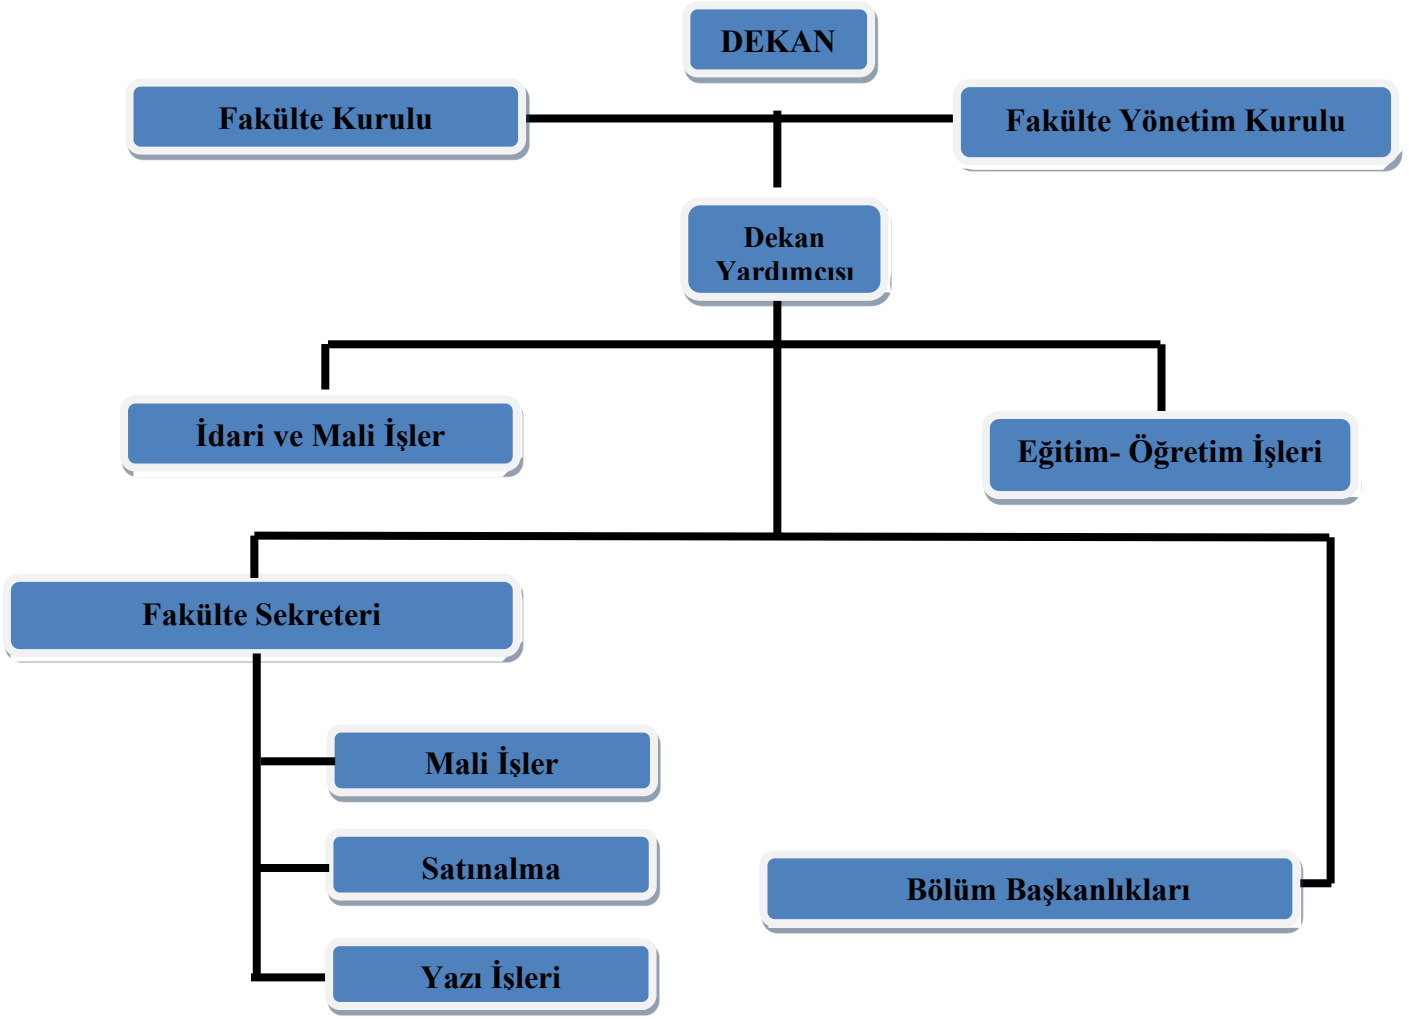 DEKAN
Fakülte Kurulu
Fakülte Yönetim Kurulu
Dekan
Yardımcısı
İdari ve Mali İşler
Eğitim- Öğretim İşleri
Fakülte Sekreteri
Mali İşler
Satınalma
Bölüm Başkanlıkları
Yazı İşleri